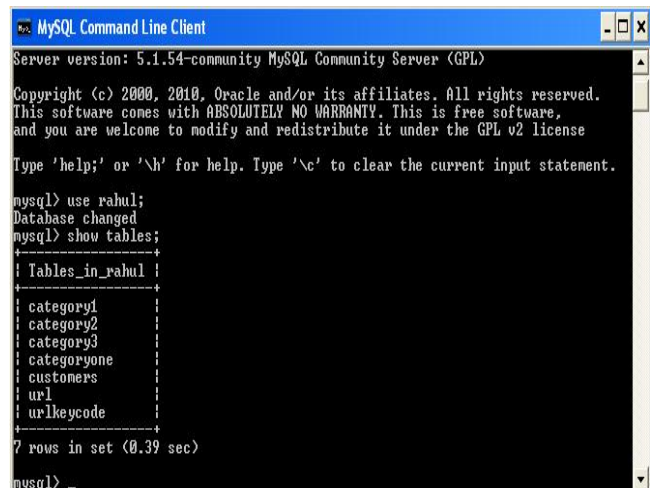 MySQL Command Line Client
Server version: 5.1.54-community MySQL Community Server (GPL)
Copyright (c) 2000, 2010, Oracle and/or its affiliates. All rights reserved.
This software comes with ABSOLUTELY NO WARRANTY. This is free software,
and you are welcome to modify and redistribute it under the GPL v2 license
Type 'help;' or '\h' for help. Type '\c' to clear the current input statement.
mysql> use rahul;
Database changed
mysql> show tables;
+-----------------+
| Tables_in_rahul |
+-----------------+
| category1       |
| category2       |
| category3       |
| categoryone     |
| customers       |
| url             |
| urlkeycode      |
+-----------------+
7 rows in set (0.39 sec)
mysql> _